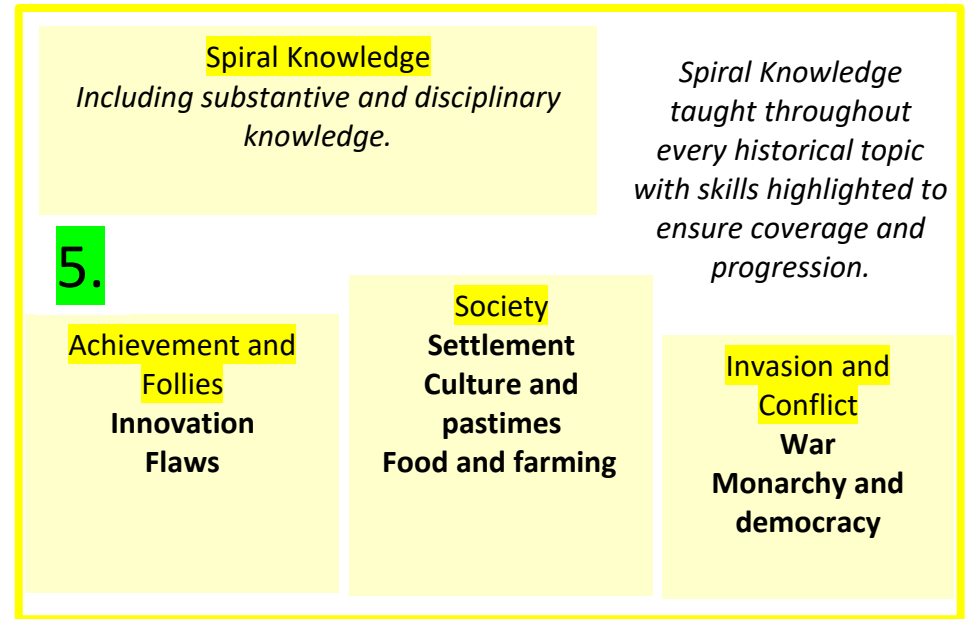 Spiral Knowledge
Including substantive and disciplinary
knowledge.
Spiral Knowledge
taught throughout
every historical topic
with skills highlighted to
ensure coverage and
progression.
5.
Achievement and
Follies
Innovation
Flaws
Society
Settlement
Culture and
pastimes
Food and farming
Invasion and
Conflict
War
Monarchy and
democracy